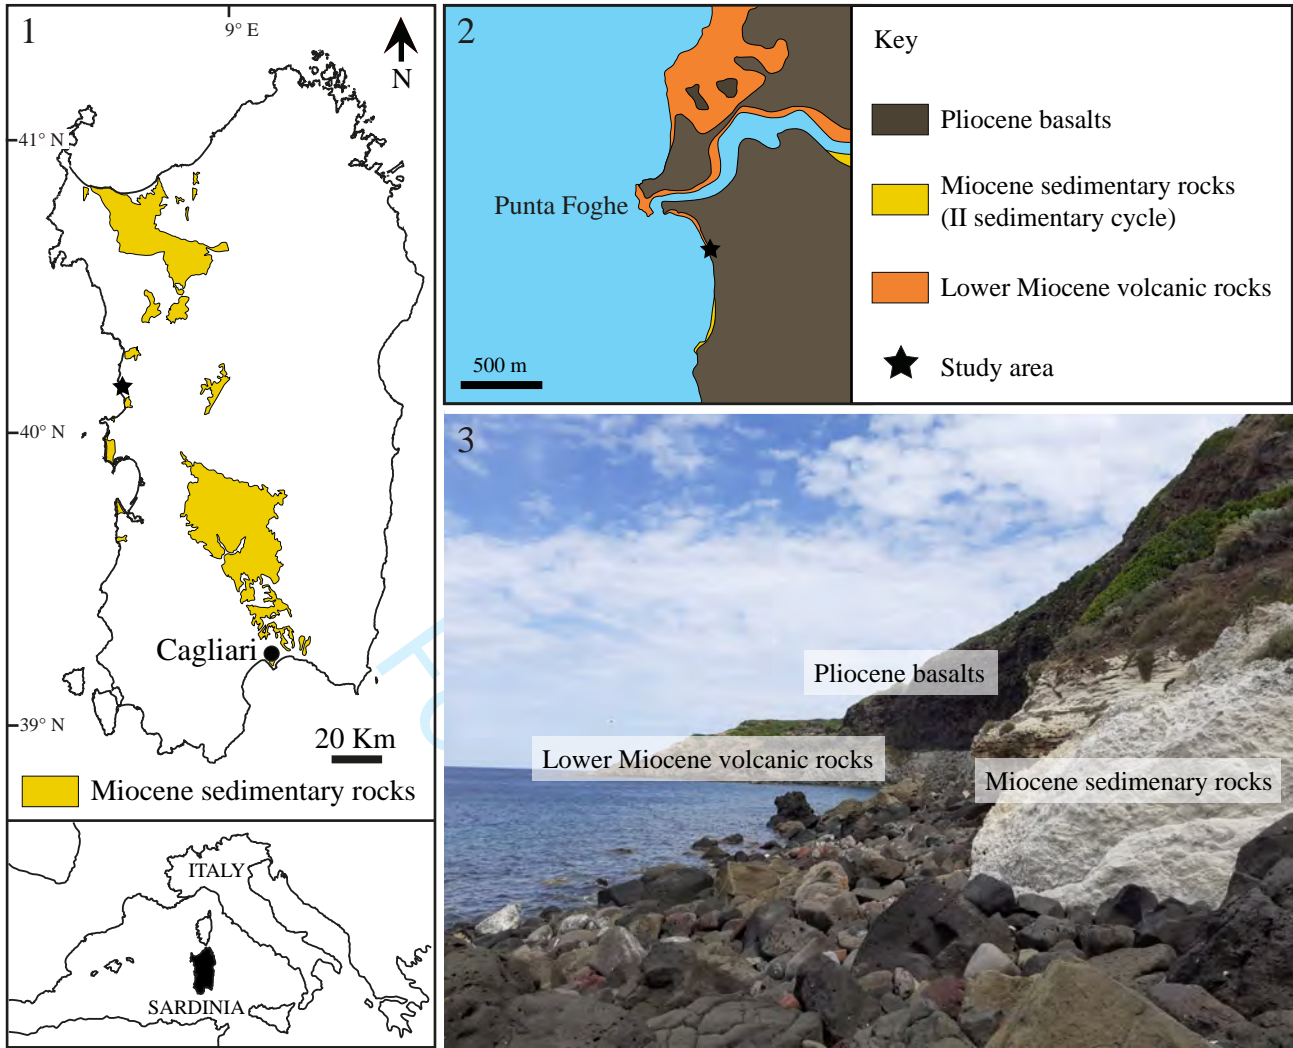 1
9° E
N
41° N
40° N
Cagliari
39° N
20 Km
Miocene sedimentary rocks
ITALY
SARDINIA
2
Punta Foghe
500 m
Key
Pliocene basalts
Miocene sedimentary rocks
(II sedimentary cycle)
Lower Miocene volcanic rocks
Study area
3
Pliocene basalts
Lower Miocene volcanic rocks
Miocene sedimenary rocks